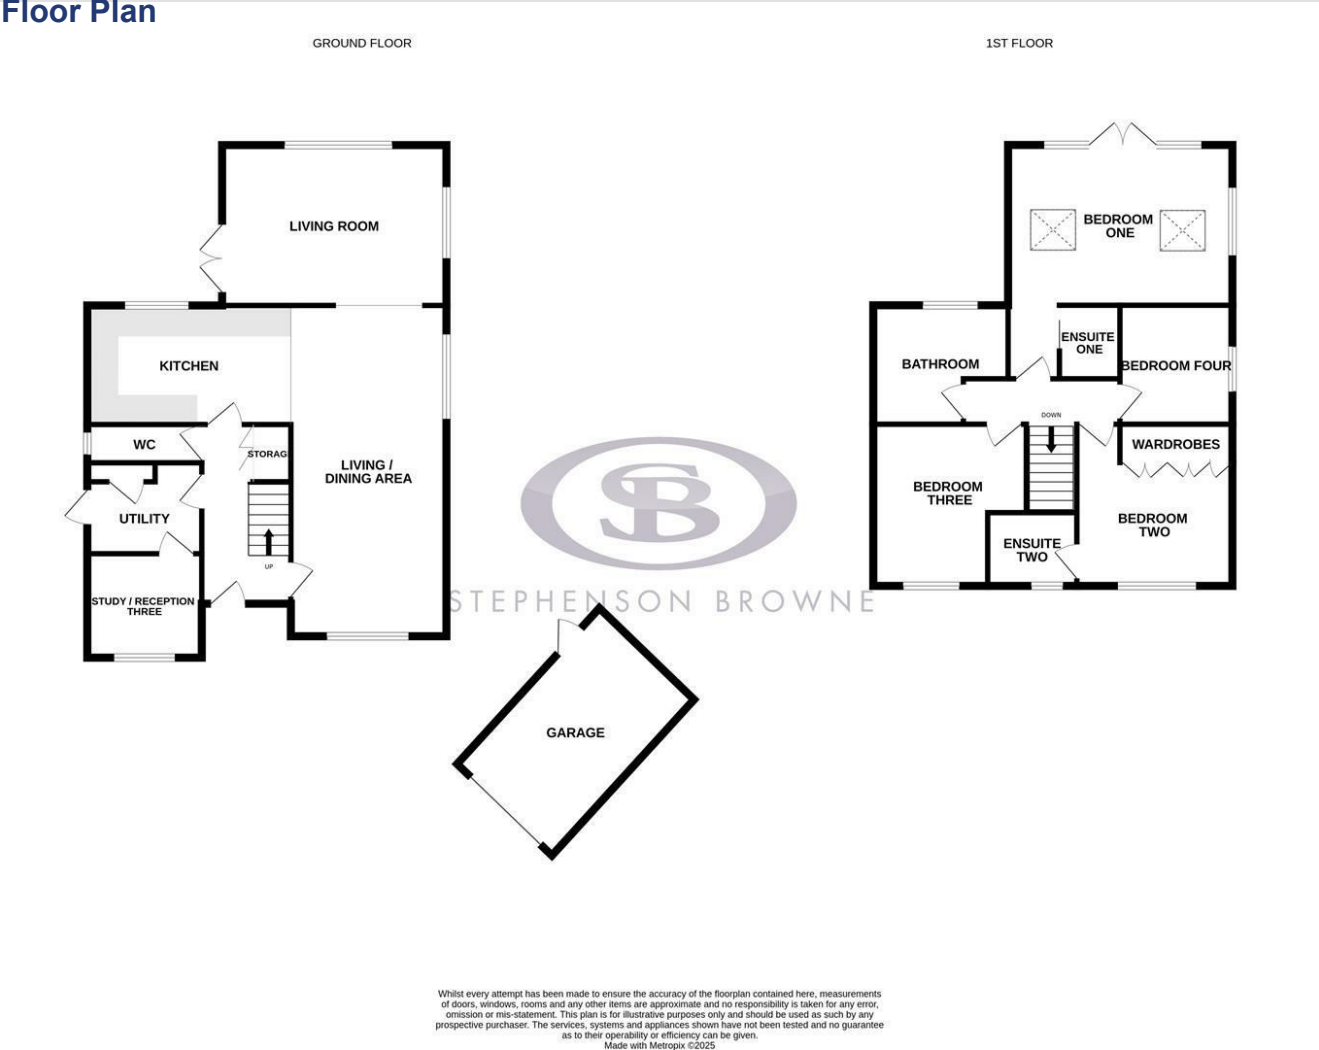 Floor Plan
GROUND FLOOR
1ST FLOOR
LIVING ROOM
KITCHEN
WC
STORAG
LIVING /
DINING AREA
UTILITY
UP
STUDY / RECEPTION
THREE
BEDROOM
ONE
ENSUITE
ONE
BATHROOM
BEDROOM FOUR
DOWN
WARDROBES
BEDROOM
THREE
BEDROOM
TWO
ENSUITE
TWO
SB
STEPHENSON BROWNE
GARAGE
Whilst every attempt has been made to ensure the accuracy of the floorplan contained here, measurements
of doors, windows, rooms and any other items are approximate and no responsibility is taken for any error,
omission or mis-statement. This plan is for illustrative purposes only and should be used as such by any
prospective purchaser. The services, systems and appliances shown have not been tested and no guarantee
as to their operability or efficiency can be given.
Made with Metropix ©2025